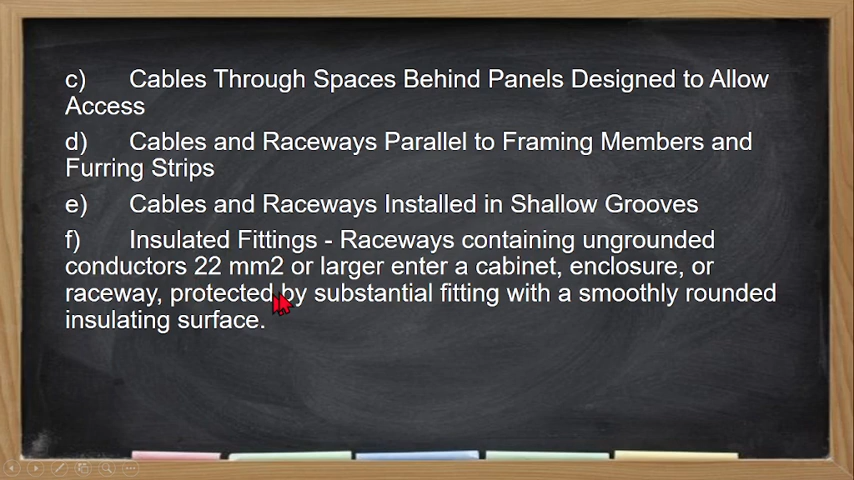 c) Cables Through Spaces Behind Panels Designed to Allow
Access
d) Cables and Raceways Parallel to Framing Members and
Furring Strips
e) Cables and Raceways Installed in Shallow Grooves
f) Insulated Fittings - Raceways containing ungrounded
conductors 22 mm2 or larger enter a cabinet, enclosure, or
raceway, protected by substantial fitting with a smoothly rounded
insulating surface.